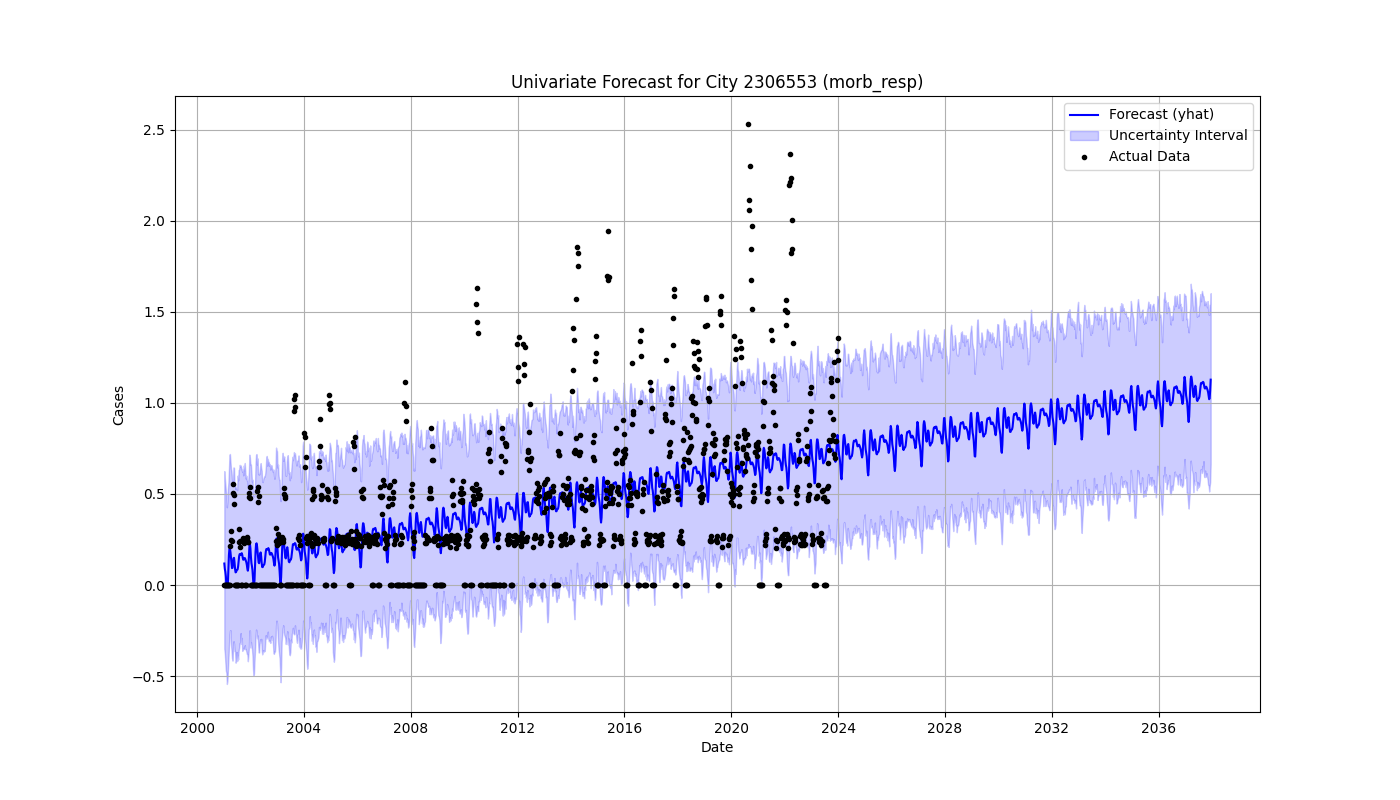 Univariate Forecast for City 2306553 (morb_resp)
Forecast (yhat)
Uncertainty Interval
Actual Data
Cases
2.5
2.0
1.5
1.0
0.5
0.0
−0.5
2000 2004 2008 2012 2016 2020 2024 2028 2032 2036
Date